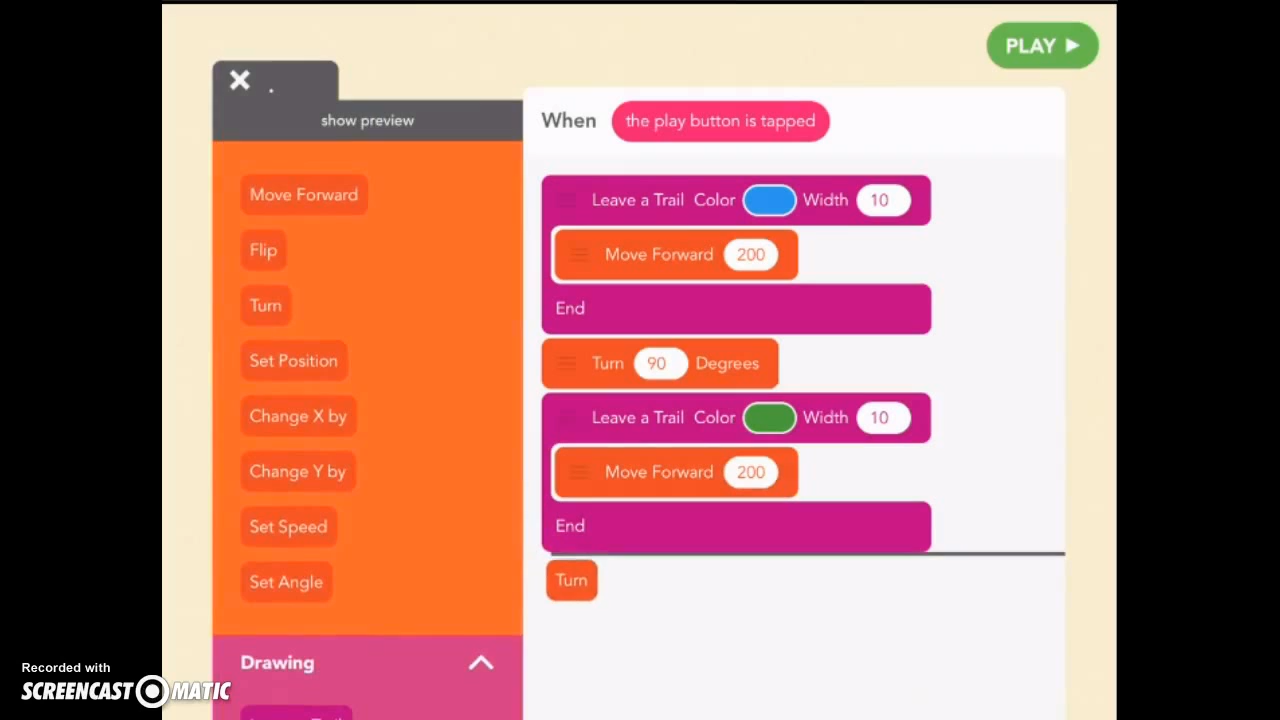 PLAY
.
show preview
When the play button is tapped
Move Forward
Flip
Turn
Set Position
Change X by
Change Y by
Set Speed
Set Angle
Drawing
Leave a Trail Color Width 10
Move Forward 200
End
Turn 90 Degrees
Leave a Trail Color Width 10
Move Forward 200
End
Turn
Recorded with
SCREENCAST MATIC